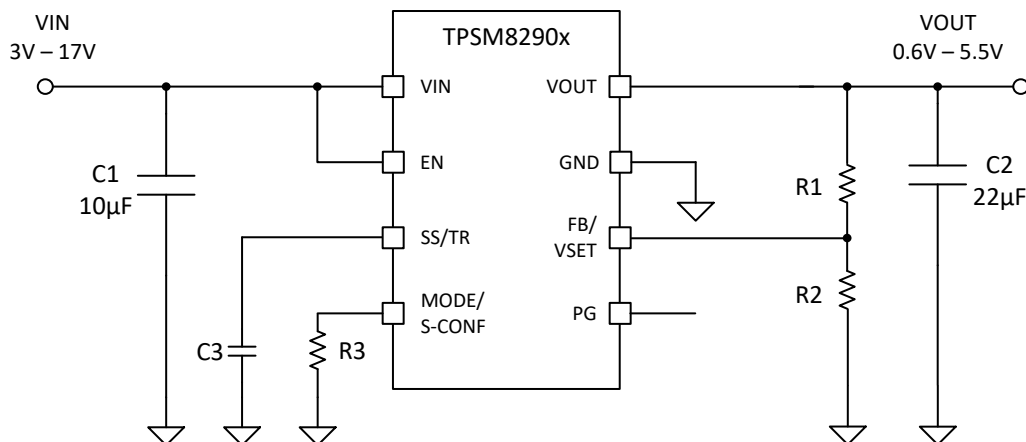 VIN
3V – 17V
TPSM8290x
VOUT
0.6V – 5.5V
VIN
VOUT
C1
10µF
EN
GND
R1
C2
22µF
SS/TR
FB/
VSET
MODE/
S-CONF
PG
R2
C3
R3